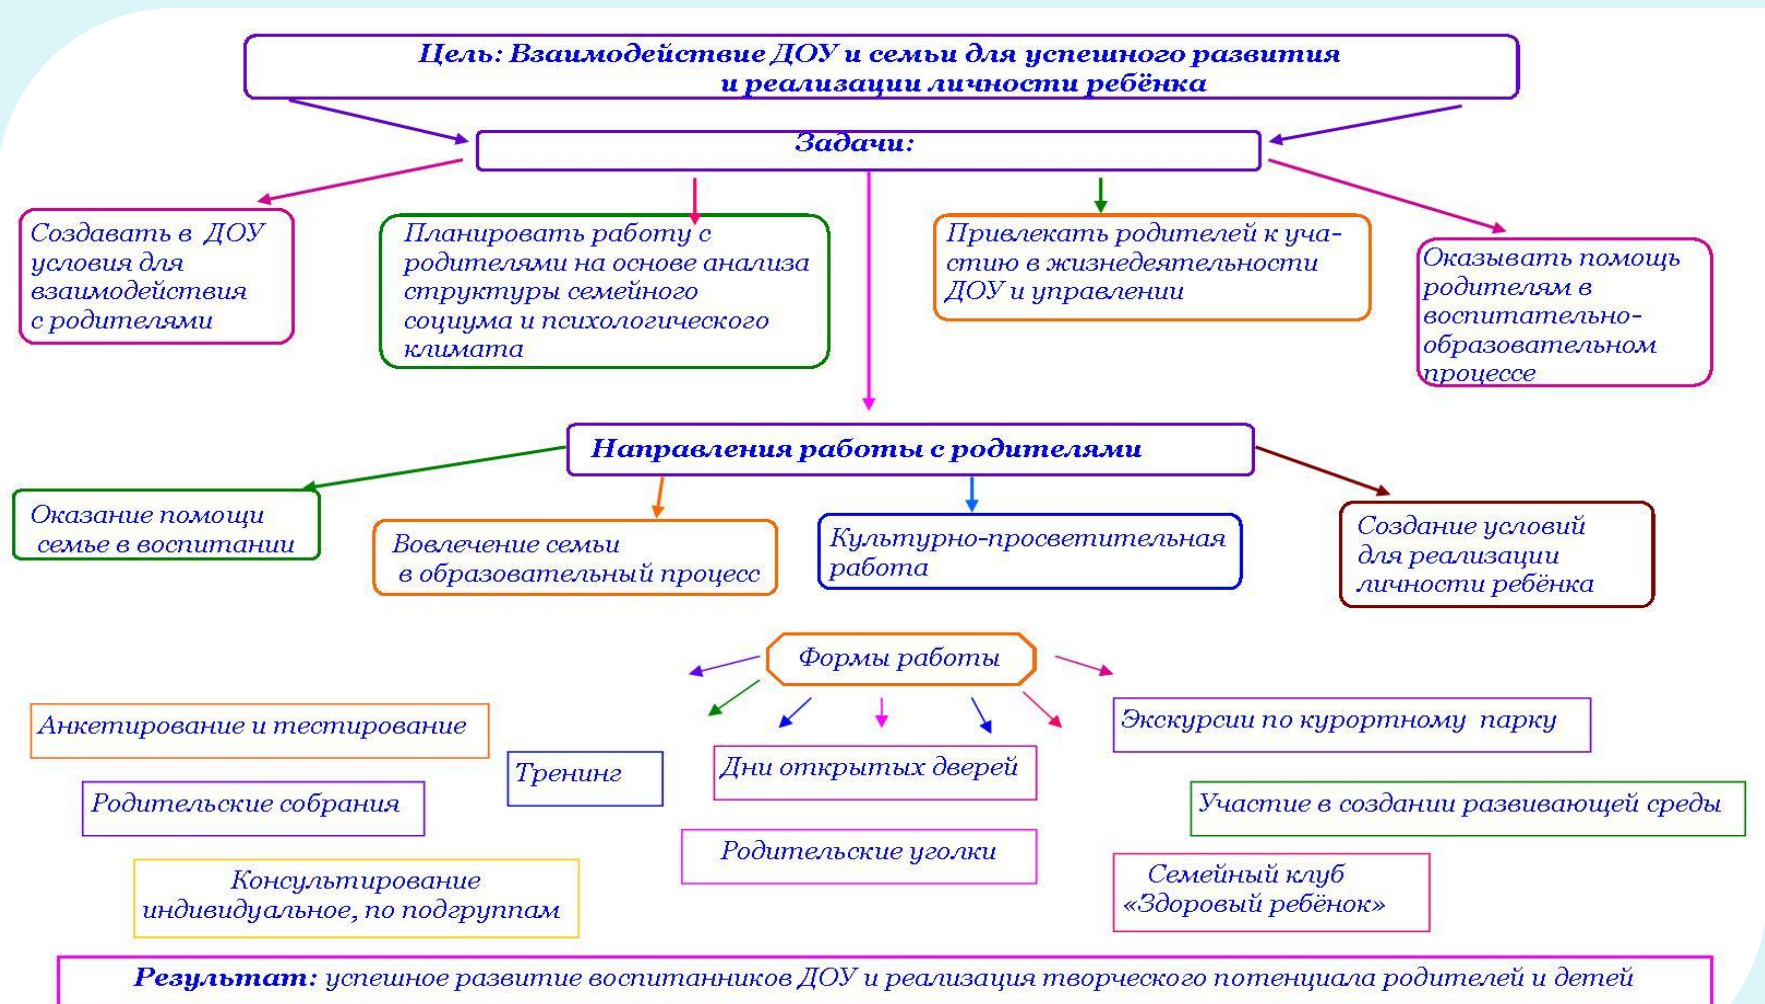 Цель: Взаимодействие ДОУ и семьи для успешного развития
и реализации личности ребёнка
Задачи:
Создавать в ДОУ
условия для
взаимодействия
с родителями
Планировать работу с
родителями на основе анализа
структуры семейного
социума и психологического
климата
Привлекать родителей к уча-
стию в жизнедеятельности
ДОУ и управлении
Оказывать помощь
родителям в
воспитательно-
образовательном
процессе
Направления работы с родителями
Оказание помощи
семье в воспитании
Вовлечение семьи
в образовательный процесс
Культурно-просветительная
работа
Создание условий
для реализации
личности ребёнка
Формы работы
Анкетирование и тестирование
Родительские собрания
Консультирование
индивидуальное, по подгруппам
Тренинг
Дни открытых дверей
Родительские уголки
Экскурсии по курортному парку
Участие в создании развивающей среды
Семейный клуб
«Здоровый ребёнок»
Результат: успешное развитие воспитанников ДОУ и реализация творческого потенциала родителей и детей